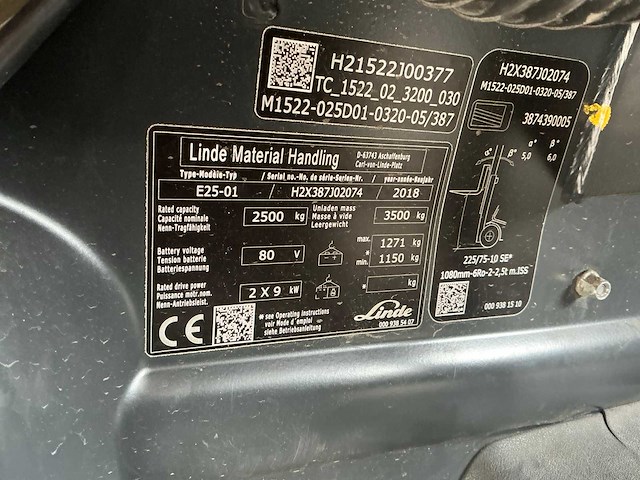 H21522J00377
TC_1522_02_3200_030
M1522-025D01-0320-05/387
H2X387J02074
M1522-025D01-0320-05/387
3874390005
α° β°
5,0 6,0
α° β°
225/75-10 SE*
1080mm-6Ro-2-2,5t m.ISS
000 938 15 10
Linde Material Handling
D-63743 Aschaffenburg
Carl-von-Linde-Platz
Type-Modèle-Typ / Serial no.-No. de série-Serien-Nr. / year-année-Baujahr
E25-01 / H2X387J02074 / 2018
Rated capacity
Capacité nominale
Nenn-Tragfähigkeit
2500 kg
Unladen mass
Masse à vide
Leergewicht
3500 kg
Battery voltage
Tension batterie
Batteriespannung
80 V
max. 1271 kg
min. 1150 kg
Rated drive power
Puissance motr.nom.
Nenn-Antriebsleist.
2 X 9 kW
* kg
CE
* see Operating instructions
voir Mode d'emploi
siehe Betriebsanleitung
Linde
000 938 54 07